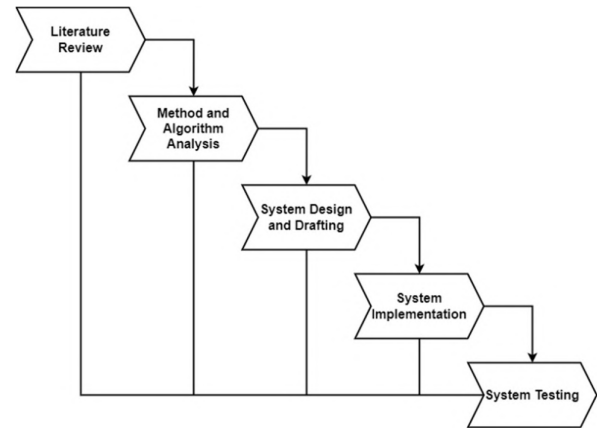 Literature
Review
Method and
Algorithm
Analysis
System Design
and Drafting
System
Implementation
System Testing